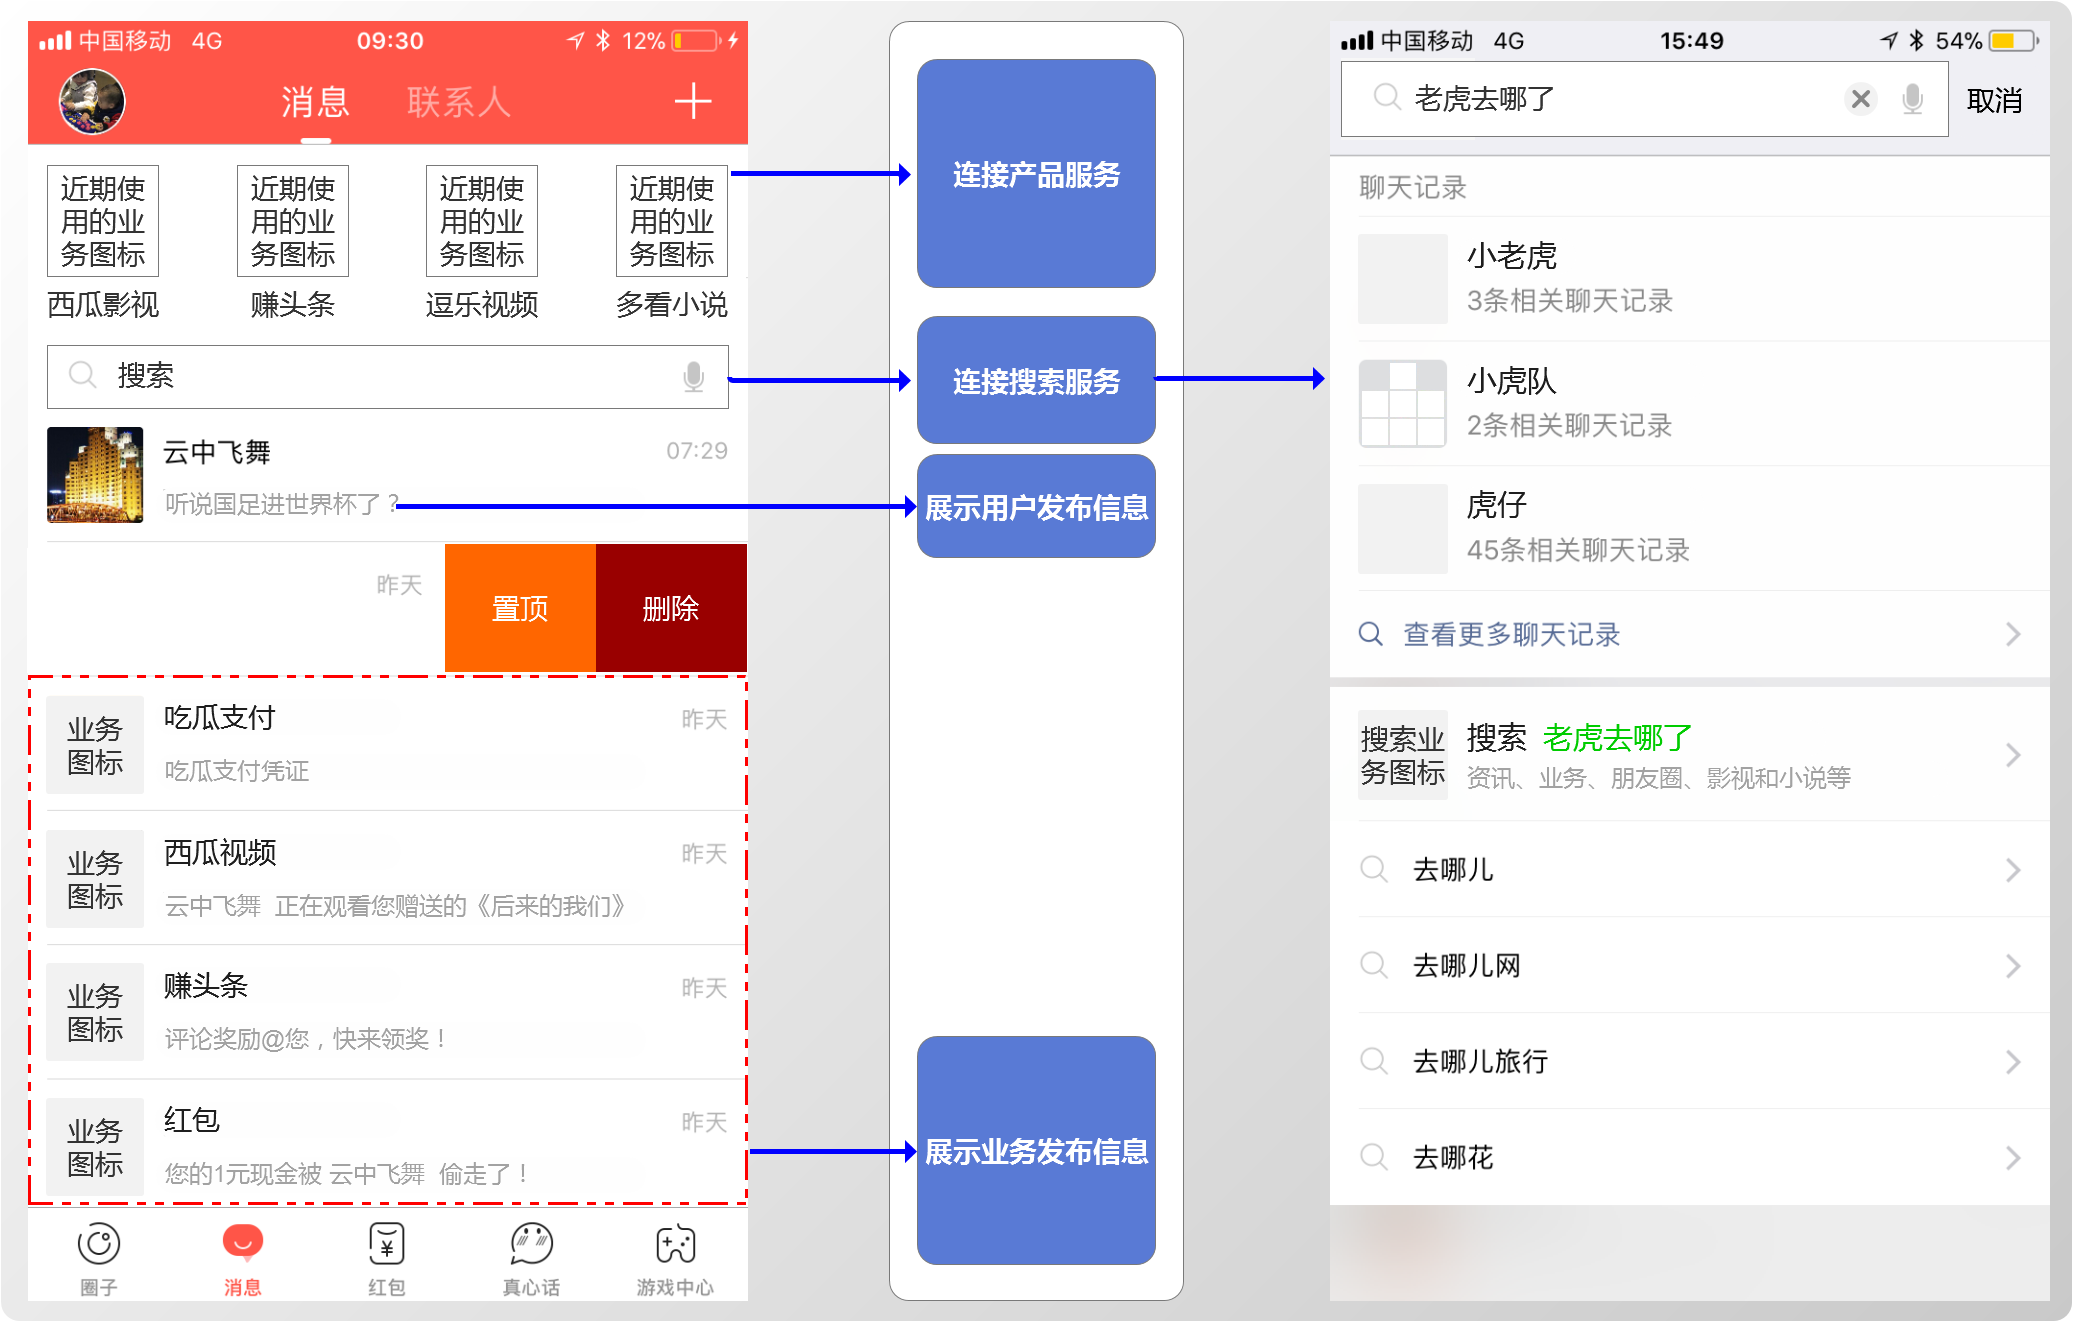 中国移动 4G 09:30 12%
消息 联系人
近期使
用的业
务图标
西瓜影视
近期使
用的业
务图标
赚头条
近期使
用的业
务图标
逗乐视频
近期使
用的业
务图标
多看小说
搜索
云中飞舞 07:29
听说国足进世界杯了？
昨天
置顶
删除
业务
图标
吃瓜支付 昨天
吃瓜支付凭证
业务
图标
西瓜视频 昨天
云中飞舞 正在观看您赠送的《后来的我们》
业务
图标
赚头条 昨天
评论奖励@您，快来领奖！
业务
图标
红包 昨天
您的1元现金被 云中飞舞 偷走了！
圈子 消息 红包 真心话 游戏中心
连接产品服务
连接搜索服务
展示用户发布信息
展示业务发布信息
中国移动 4G 15:49 54%
老虎去哪了 取消
聊天记录
小老虎
3条相关聊天记录
小虎队
2条相关聊天记录
虎仔
45条相关聊天记录
查看更多聊天记录
搜索业
务图标
搜索 老虎去哪了
资讯、业务、朋友圈、影视和小说等
去哪儿
去哪儿网
去哪儿旅行
去哪花